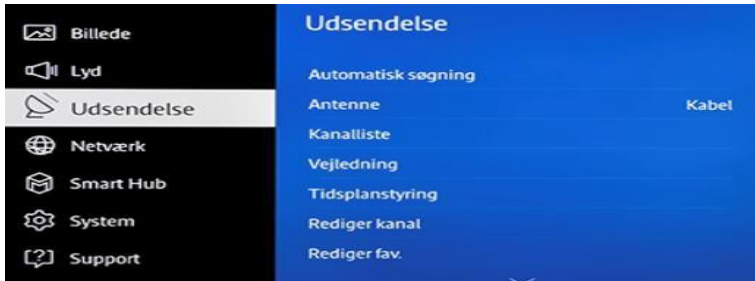 Billede
Lyd
Udsendelse
Netværk
Smart Hub
System
Support
Udsendelse
Automatisk søgning
Antenne Kabel
Kanalliste
Vejledning
Tidsplanstyring
Rediger kanal
Rediger fav.